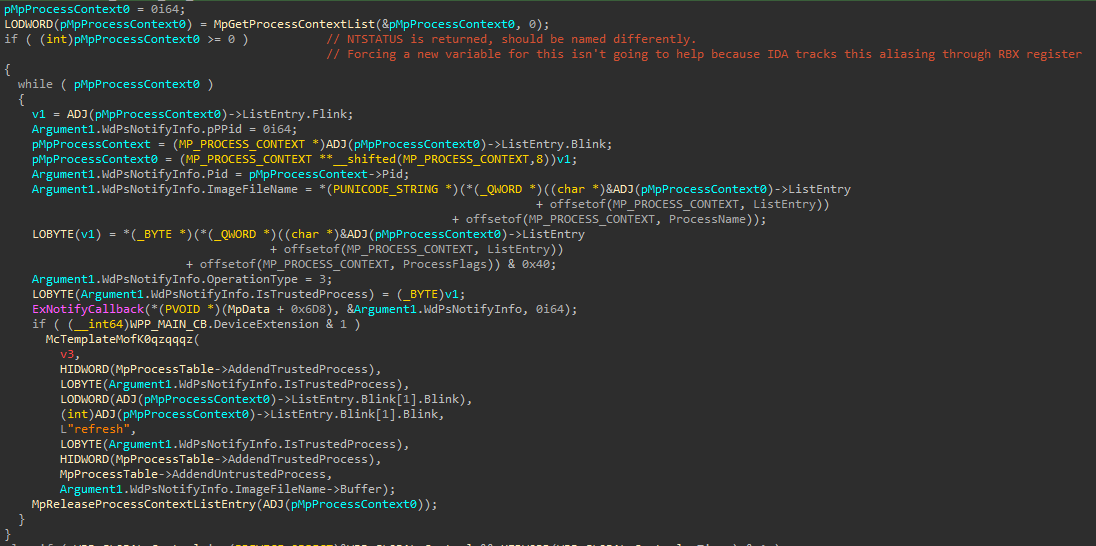 pMpProcessContext0 = 0i64;
LODWORD(pMpProcessContext0) = MpGetProcessContextList(&pMpProcessContext0, 0);
if ( (int)pMpProcessContext0 >= 0 ) // NTSTATUS is returned, should be named differently.
// Forcing a new variable for this isn't going to help because IDA tracks this aliasing through RBX register
{
while ( pMpProcessContext0 )
{
v1 = ADJ(pMpProcessContext0)->ListEntry.Flink;
Argument1.WdPsNotifyInfo.pPPid = 0i64;
pMpProcessContext = (MP_PROCESS_CONTEXT *)ADJ(pMpProcessContext0)->ListEntry.Blink;
pMpProcessContext0 = (MP_PROCESS_CONTEXT **__shifted(MP_PROCESS_CONTEXT,8))v1;
Argument1.WdPsNotifyInfo.Pid = pMpProcessContext->Pid;
Argument1.WdPsNotifyInfo.ImageFileName = *(PUNICODE_STRING *)(*(_QWORD *)((char *)&ADJ(pMpProcessContext0)->ListEntry
+ offsetof(MP_PROCESS_CONTEXT, ListEntry))
+ offsetof(MP_PROCESS_CONTEXT, ProcessName));
LOBYTE(v1) = *(_BYTE *)(*(_QWORD *)((char *)&ADJ(pMpProcessContext0)->ListEntry
+ offsetof(MP_PROCESS_CONTEXT, ListEntry))
+ offsetof(MP_PROCESS_CONTEXT, ProcessFlags)) & 0x40;
Argument1.WdPsNotifyInfo.OperationType = 3;
LOBYTE(Argument1.WdPsNotifyInfo.IsTrustedProcess) = (_BYTE)v1;
ExNotifyCallback(*(PVOID *)(MpData + 0x6D8), &Argument1.WdPsNotifyInfo, 0i64);
if ( (__int64)WPP_MAIN_CB.DeviceExtension & 1 )
McTemplateMofK0qzqqqz(
v3,
HIDWORD(MpProcessTable->AddendTrustedProcess),
LOBYTE(Argument1.WdPsNotifyInfo.IsTrustedProcess),
LODWORD(ADJ(pMpProcessContext0)->ListEntry.Blink[1].Blink),
(int)ADJ(pMpProcessContext0)->ListEntry.Blink[1].Blink,
L"refresh",
LOBYTE(Argument1.WdPsNotifyInfo.IsTrustedProcess),
HIDWORD(MpProcessTable->AddendTrustedProcess),
MpProcessTable->AddendUntrustedProcess,
Argument1.WdPsNotifyInfo.ImageFileName->Buffer);
MpReleaseProcessContextListEntry(ADJ(pMpProcessContext0));
}
}